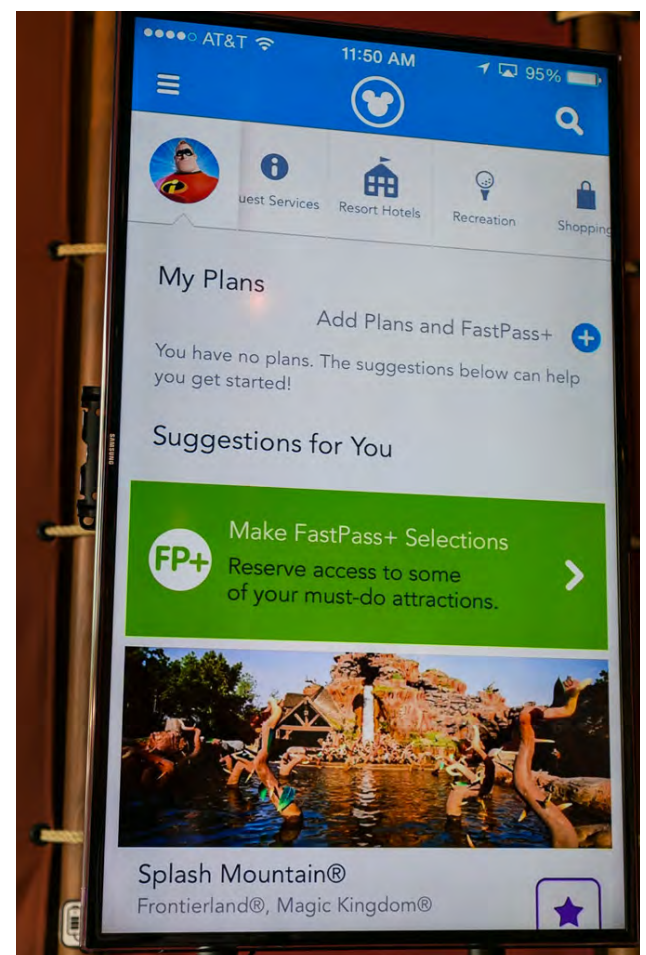 AT&T
11:50 AM
95%
uest Services
Resort Hotels
Recreation
Shopping
My Plans
Add Plans and FastPass+
You have no plans. The suggestions below can help
you get started!
Suggestions for You
FP+
Make FastPass+ Selections
Reserve access to some
of your must-do attractions.
Splash Mountain®
Frontierland®, Magic Kingdom®
SAMSUNG